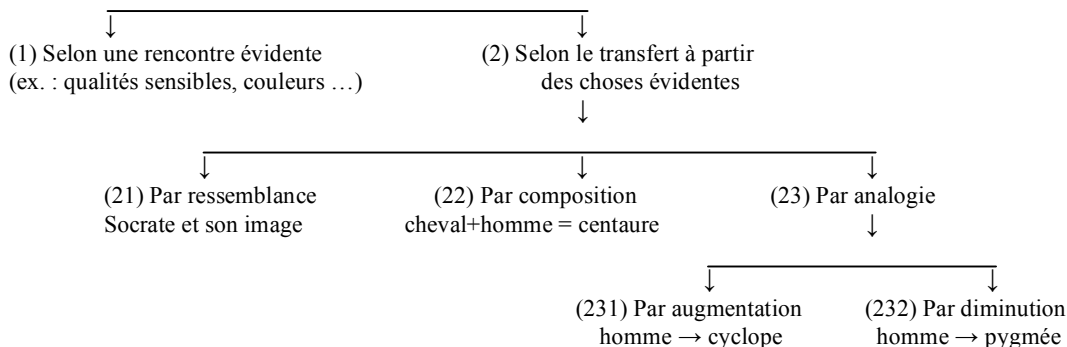 (1) Selon une rencontre évidente
(ex. : qualités sensibles, couleurs …)
(2) Selon le transfert à partir
des choses évidentes
(21) Par ressemblance
Socrate et son image
(22) Par composition
cheval+homme = centaure
(23) Par analogie
(231) Par augmentation
homme → cyclope
(232) Par diminution
homme → pygmée